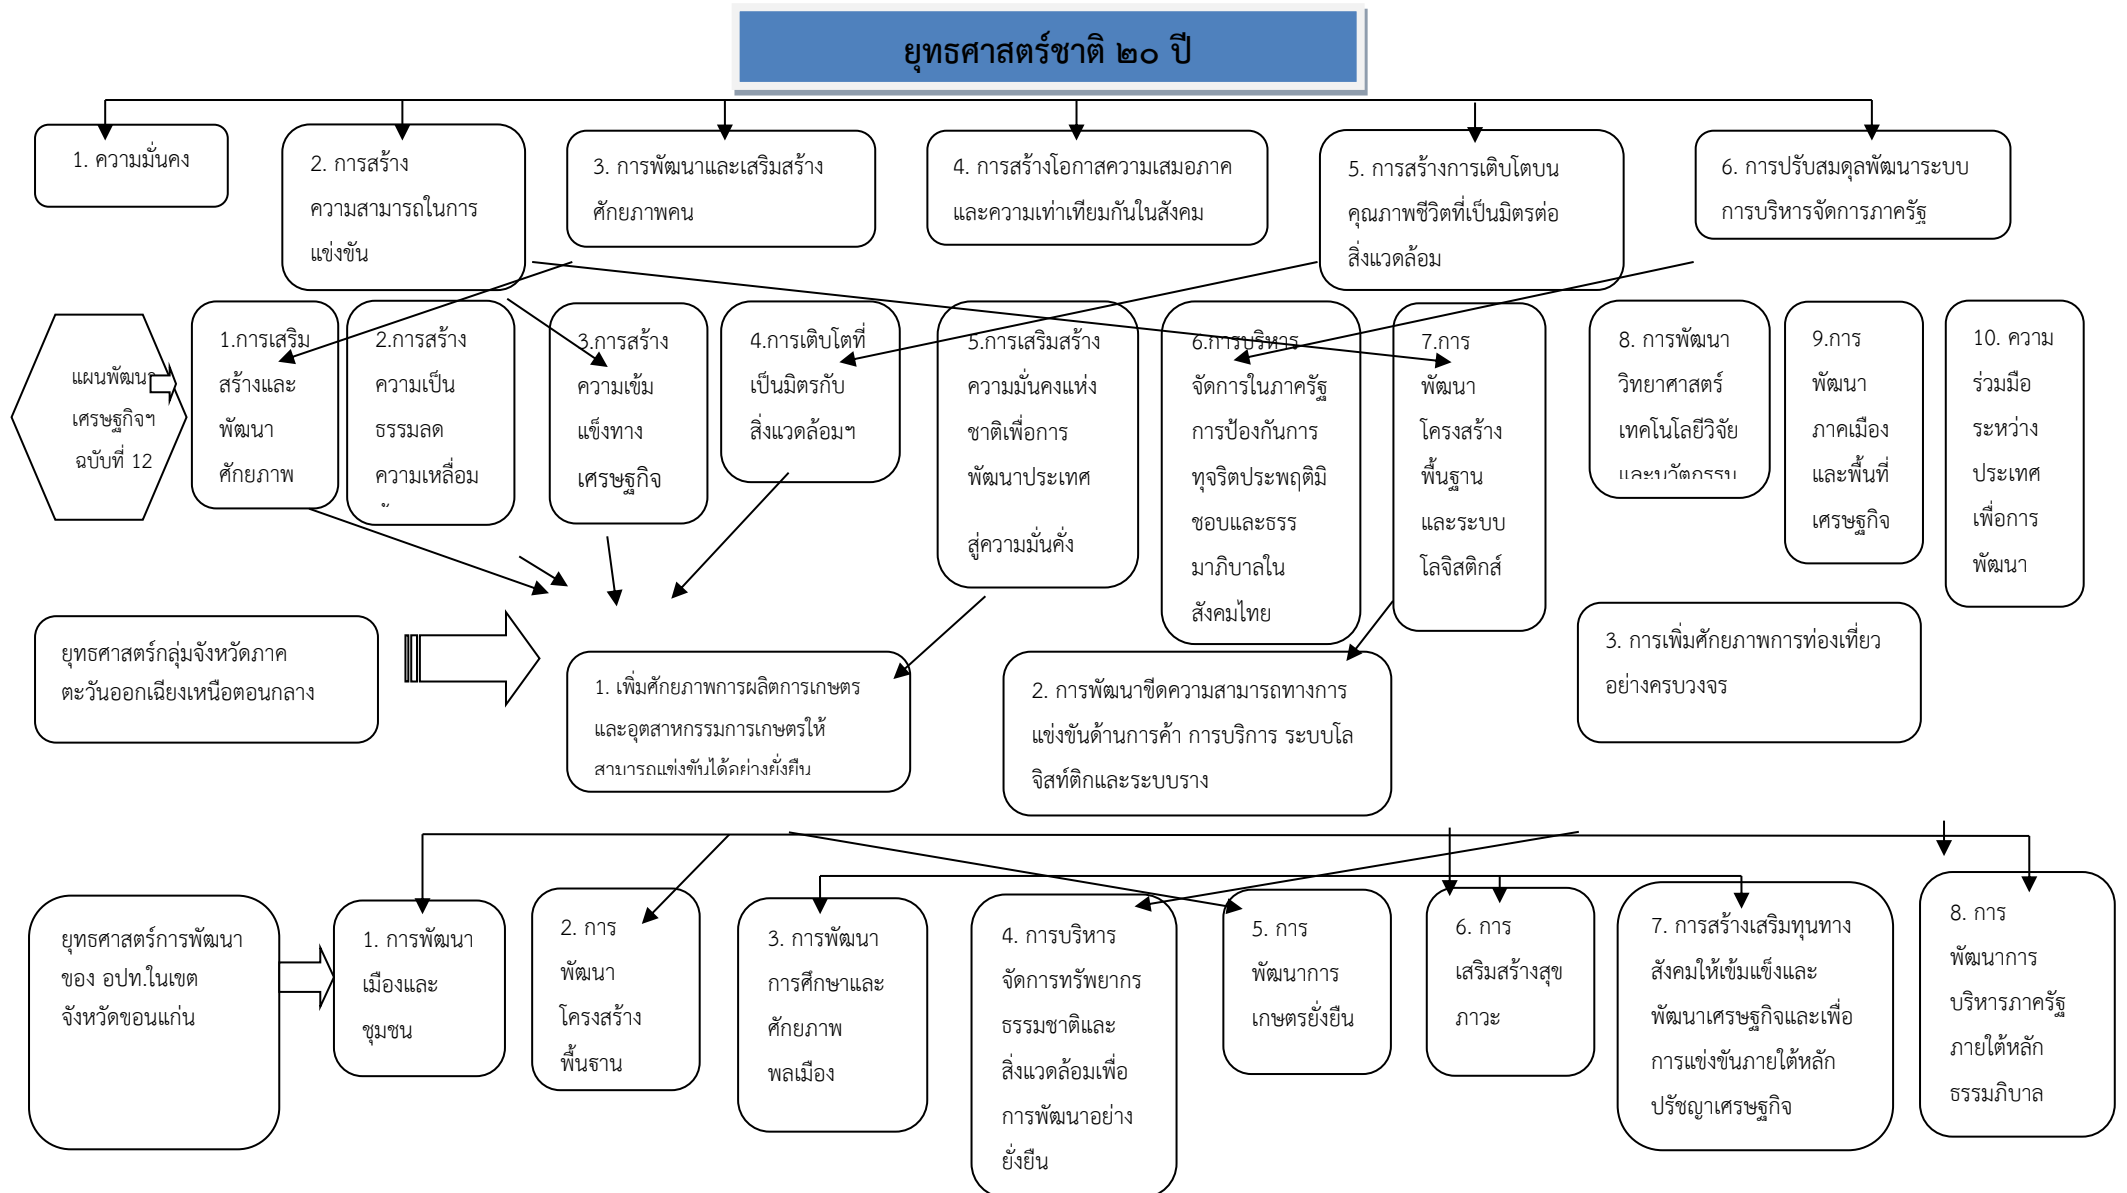 ยุทธศาสตร์ชาติ ๒๐ ปี
1. ความมั่นคง
2. การสร้าง
ความสามารถในการ
แข่งขัน
3. การพัฒนาและเสริมสร้าง
ศักยภาพคน
4. การสร้างโอกาสความเสมอภาค
และความเท่าเทียมกันในสังคม
5. การสร้างการเติบโตบน
คุณภาพชีวิตที่เป็นมิตรต่อ
สิ่งแวดล้อม
6. การปรับสมดุลพัฒนาระบบ
การบริหารจัดการภาครัฐ
แผนพัฒนา
เศรษฐกิจฯ
ฉบับที่ 12
1.การเสริม
สร้างและ
พัฒนา
ศักยภาพ
2.การสร้าง
ความเป็น
ธรรมลด
ความเหลื่อม
3.การสร้าง
ความเข้ม
แข็งทาง
เศรษฐกิจ
4.การเติบโตที่
เป็นมิตรกับ
สิ่งแวดล้อมฯ
5.การเสริมสร้าง
ความมั่นคงแห่ง
ชาติเพื่อการ
พัฒนาประเทศ
สู่ความมั่นคั่ง
6.การบริหาร
จัดการในภาครัฐ
การป้องกันการ
ทุจริตประพฤติมิ
ชอบและธรร
มาภิบาลใน
สังคมไทย
7.การ
พัฒนา
โครงสร้าง
พื้นฐาน
และระบบ
โลจิสติกส์
8. การพัฒนา
วิทยาศาสตร์
เทคโนโลยีวิจัย
และนวัตกรรม
9.การ
พัฒนา
ภาคเมือง
และพื้นที่
เศรษฐกิจ
10. ความ
ร่วมมือ
ระหว่าง
ประเทศ
เพื่อการ
พัฒนา
ยุทธศาสตร์กลุ่มจังหวัดภาค
ตะวันออกเฉียงเหนือตอนกลาง
1. เพิ่มศักยภาพการผลิตการเกษตร
และอุตสาหกรรมการเกษตรให้
สามารถแข่งขันได้อย่างยั่งยืน
2. การพัฒนาขีดความสามารถทางการ
แข่งขันด้านการค้า การบริการ ระบบโล
จิสท์ติกและระบบราง
3. การเพิ่มศักยภาพการท่องเที่ยว
อย่างครบวงจร
ยุทธศาสตร์การพัฒนา
ของ อปท.ในเขต
จังหวัดขอนแก่น
1. การพัฒนา
เมืองและ
ชุมชน
2. การ
พัฒนา
โครงสร้าง
พื้นฐาน
3. การพัฒนา
การศึกษาและ
ศักยภาพ
พลเมือง
4. การบริหาร
จัดการทรัพยากร
ธรรมชาติและ
สิ่งแวดล้อมเพื่อ
การพัฒนาอย่าง
ยั่งยืน
5. การ
พัฒนาการ
เกษตรยั่งยืน
6. การ
เสริมสร้างสุข
ภาวะ
7. การสร้างเสริมทุนทาง
สังคมให้เข้มแข็งและ
พัฒนาเศรษฐกิจและเพื่อ
การแข่งขันภายใต้หลัก
ปรัชญาเศรษฐกิจ
8. การ
พัฒนาการ
บริหารภาครัฐ
ภายใต้หลัก
ธรรมภิบาล